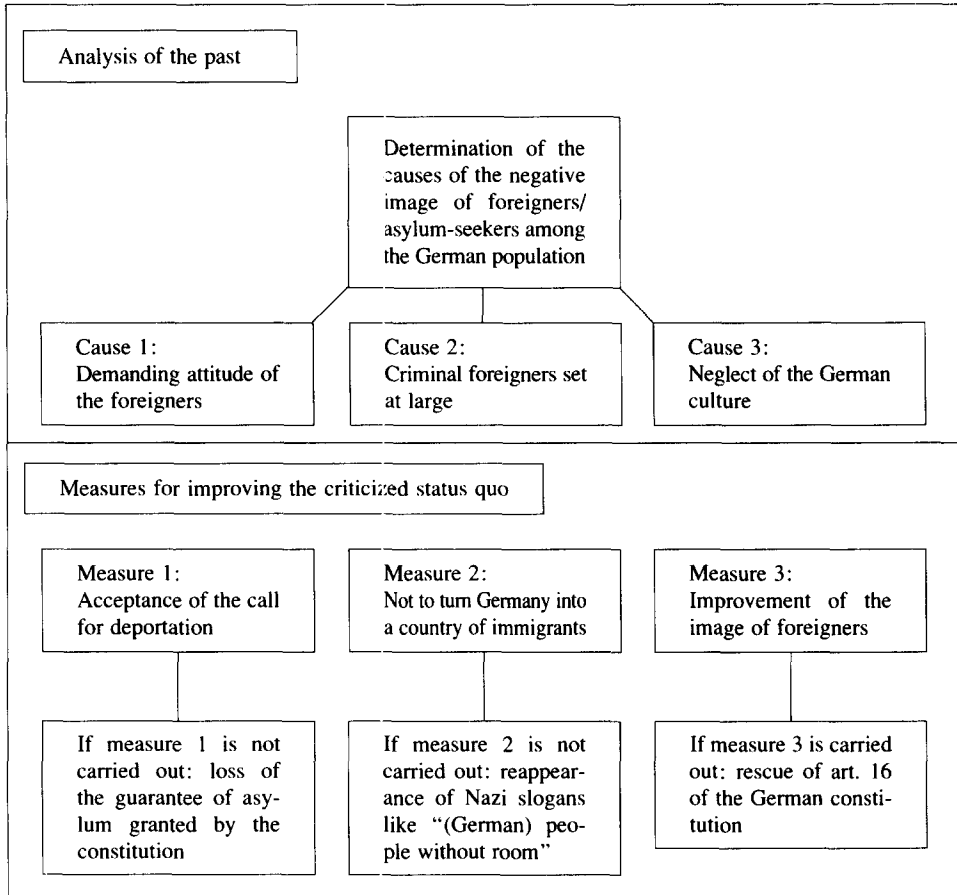 Analysis of the past
Determination of the
causes of the negative
image of foreigners/
asylum-seekers among
the German population
Cause 1:
Demanding attitude of
the foreigners
Cause 2:
Criminal foreigners set
at large
Cause 3:
Neglect of the German
culture
Measures for improving the criticized status quo
Measure 1:
Acceptance of the call
for deportation
Measure 2:
Not to turn Germany into
a country of immigrants
Measure 3:
Improvement of the
image of foreigners
If measure 1 is not
carried out: loss of
the guarantee of asy-
lum granted by the
constitution
If measure 2 is not
carried out: reappear-
ance of Nazi slogans
like “(German) peo-
ple without room”
If measure 3 is carried
out: rescue of art. 16
of the German consti-
tution